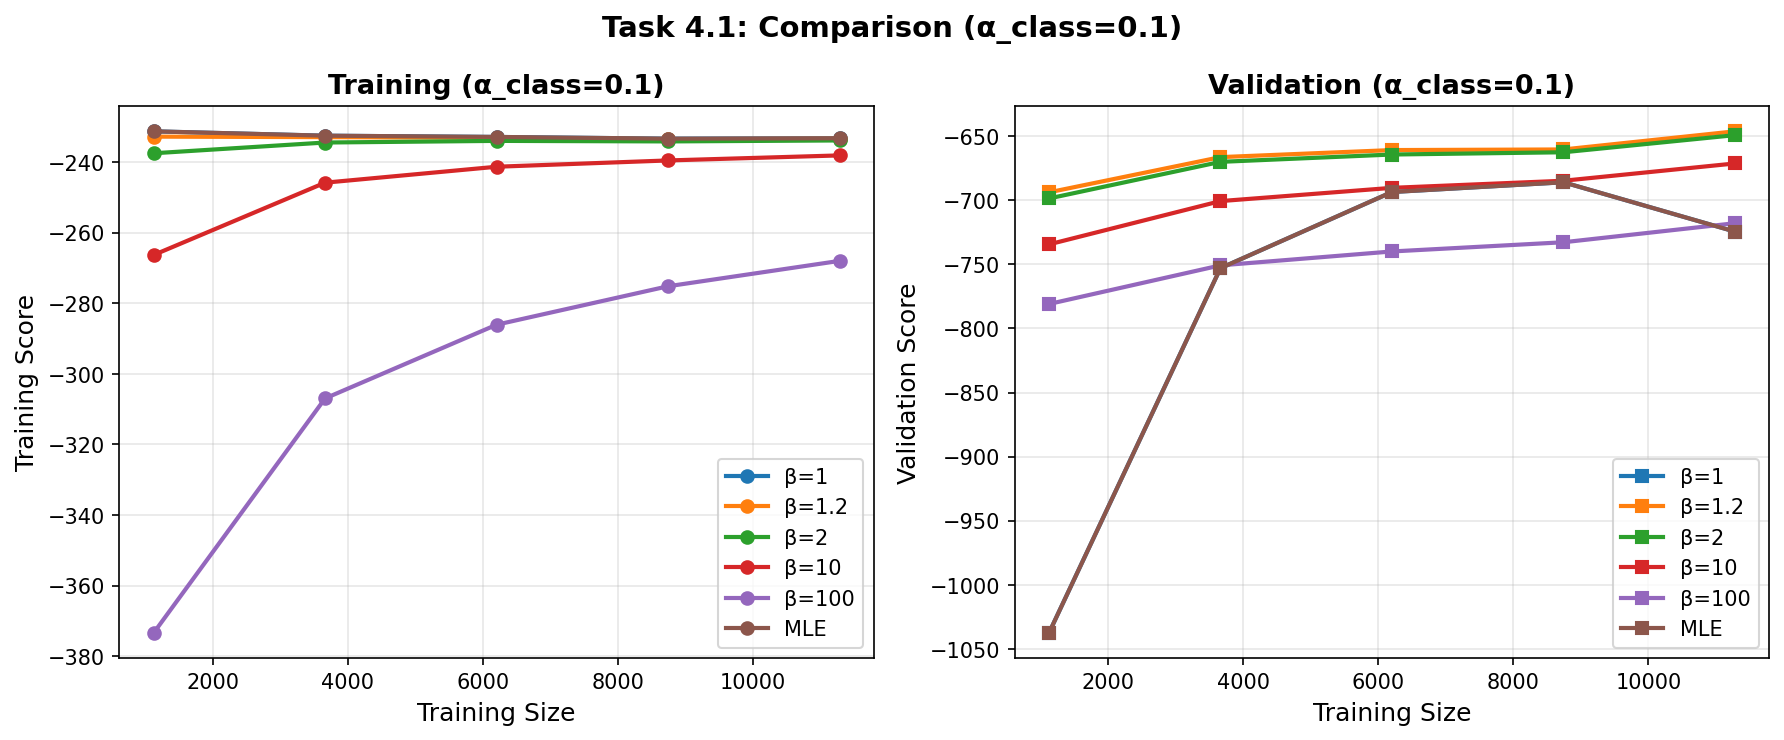 Task 4.1: Comparison (α_class=0.1)
Training (α_class=0.1)
Training Score
−240
−260
−280
−300
−320
−340
−360
−380
2000
4000
6000
8000
10000
Training Size
β=1
β=1.2
β=2
β=10
β=100
MLE
Validation (α_class=0.1)
Validation Score
−650
−700
−750
−800
−850
−900
−950
−1000
−1050
2000
4000
6000
8000
10000
Training Size
β=1
β=1.2
β=2
β=10
β=100
MLE